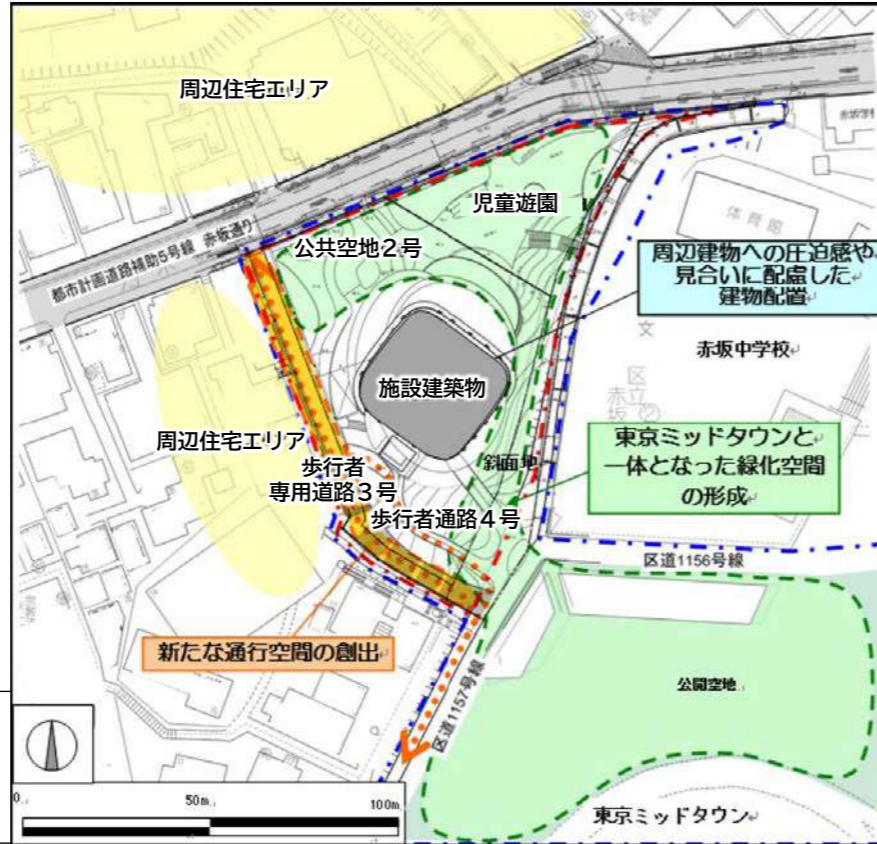 周辺住宅エリア
児童遊園
公共空地2号
都市計画道路補助5号線 赤坂通り
体育館
周辺建物への圧迫感や
見合いに配慮した
建物配置
文
赤坂中学校
区立
赤坂
施設建築物
周辺住宅エリア
斜面地
東京ミッドタウンと
一体となった緑化空間
の形成
歩行者
専用道路3号
歩行者通路4号
区道1156号線
新たな通行空間の創出
公開空地
区道1157号線
東京ミッドタウン
0
50m
100m